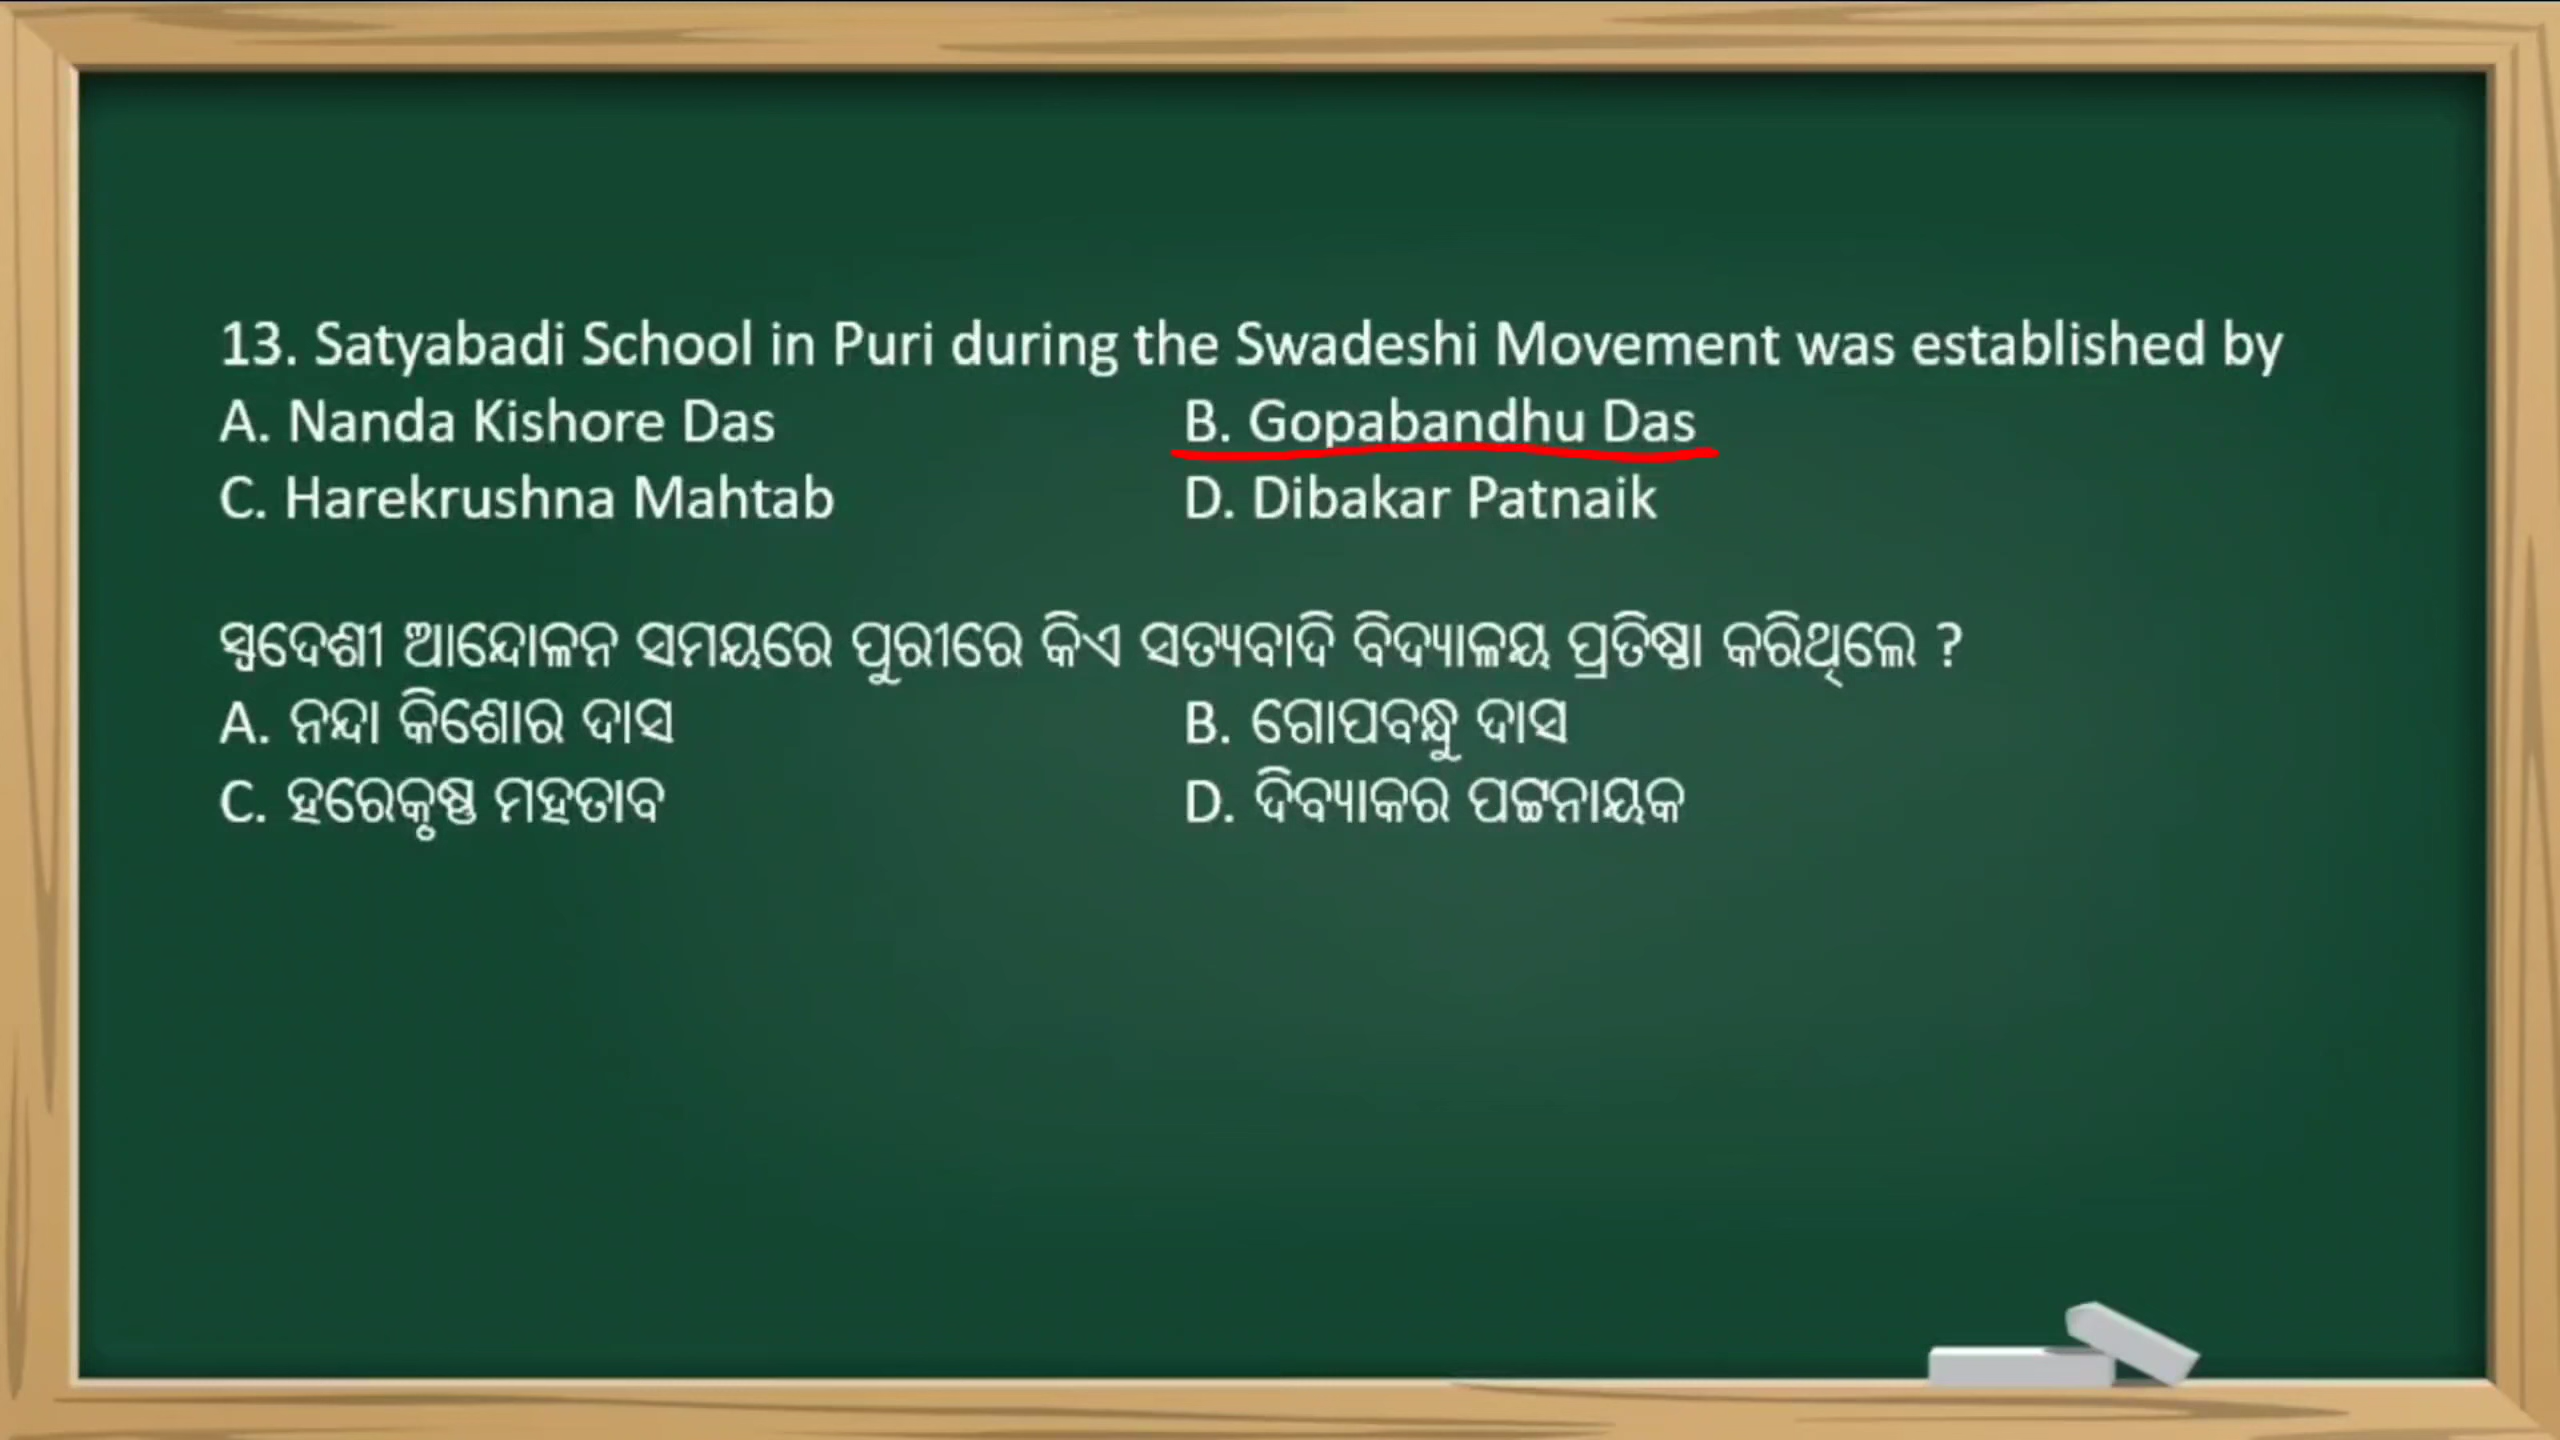 13. Satyabadi School in Puri during the Swadeshi Movement was established by
A. Nanda Kishore Das B. Gopabandhu Das
C. Harekrushna Mahtab D. Dibakar Patnaik
ସ୍ୱଦେଶୀ ଆନ୍ଦୋଳନ ସମୟରେ ପୁରୀରେ କିଏ ସତ୍ୟବାଦି ବିଦ୍ୟାଳୟ ପ୍ରତିଷ୍ଠା କରିଥିଲେ ?
A. ନନ୍ଦା କିଶୋର ଦାସ B. ଗୋପବନ୍ଧୁ ଦାସ
C. ହରେକୃଷ୍ଣ ମହତାବ D. ଦିବ୍ୟାକର ପଟ୍ଟନାୟକ